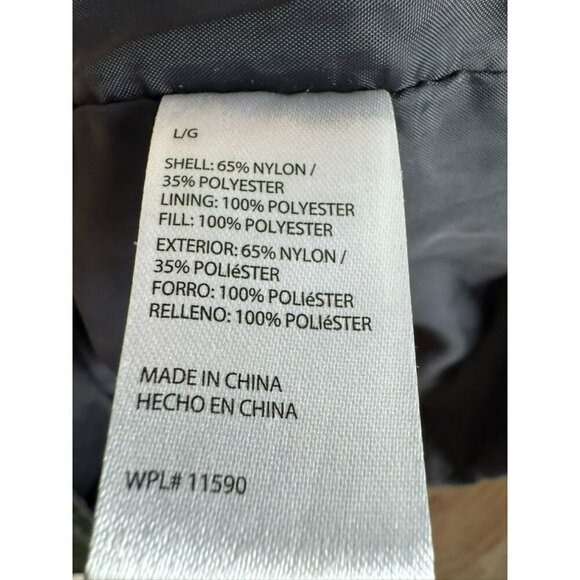 L/G
SHELL: 65% NYLON /
35% POLYESTER
LINING: 100% POLYESTER
FILL: 100% POLYESTER
EXTERIOR: 65% NYLON /
35% POLIéSTER
FORRO: 100% POLIéSTER
RELLENO: 100% POLIéSTER
MADE IN CHINA
HECHO EN CHINA
WPL# 11590